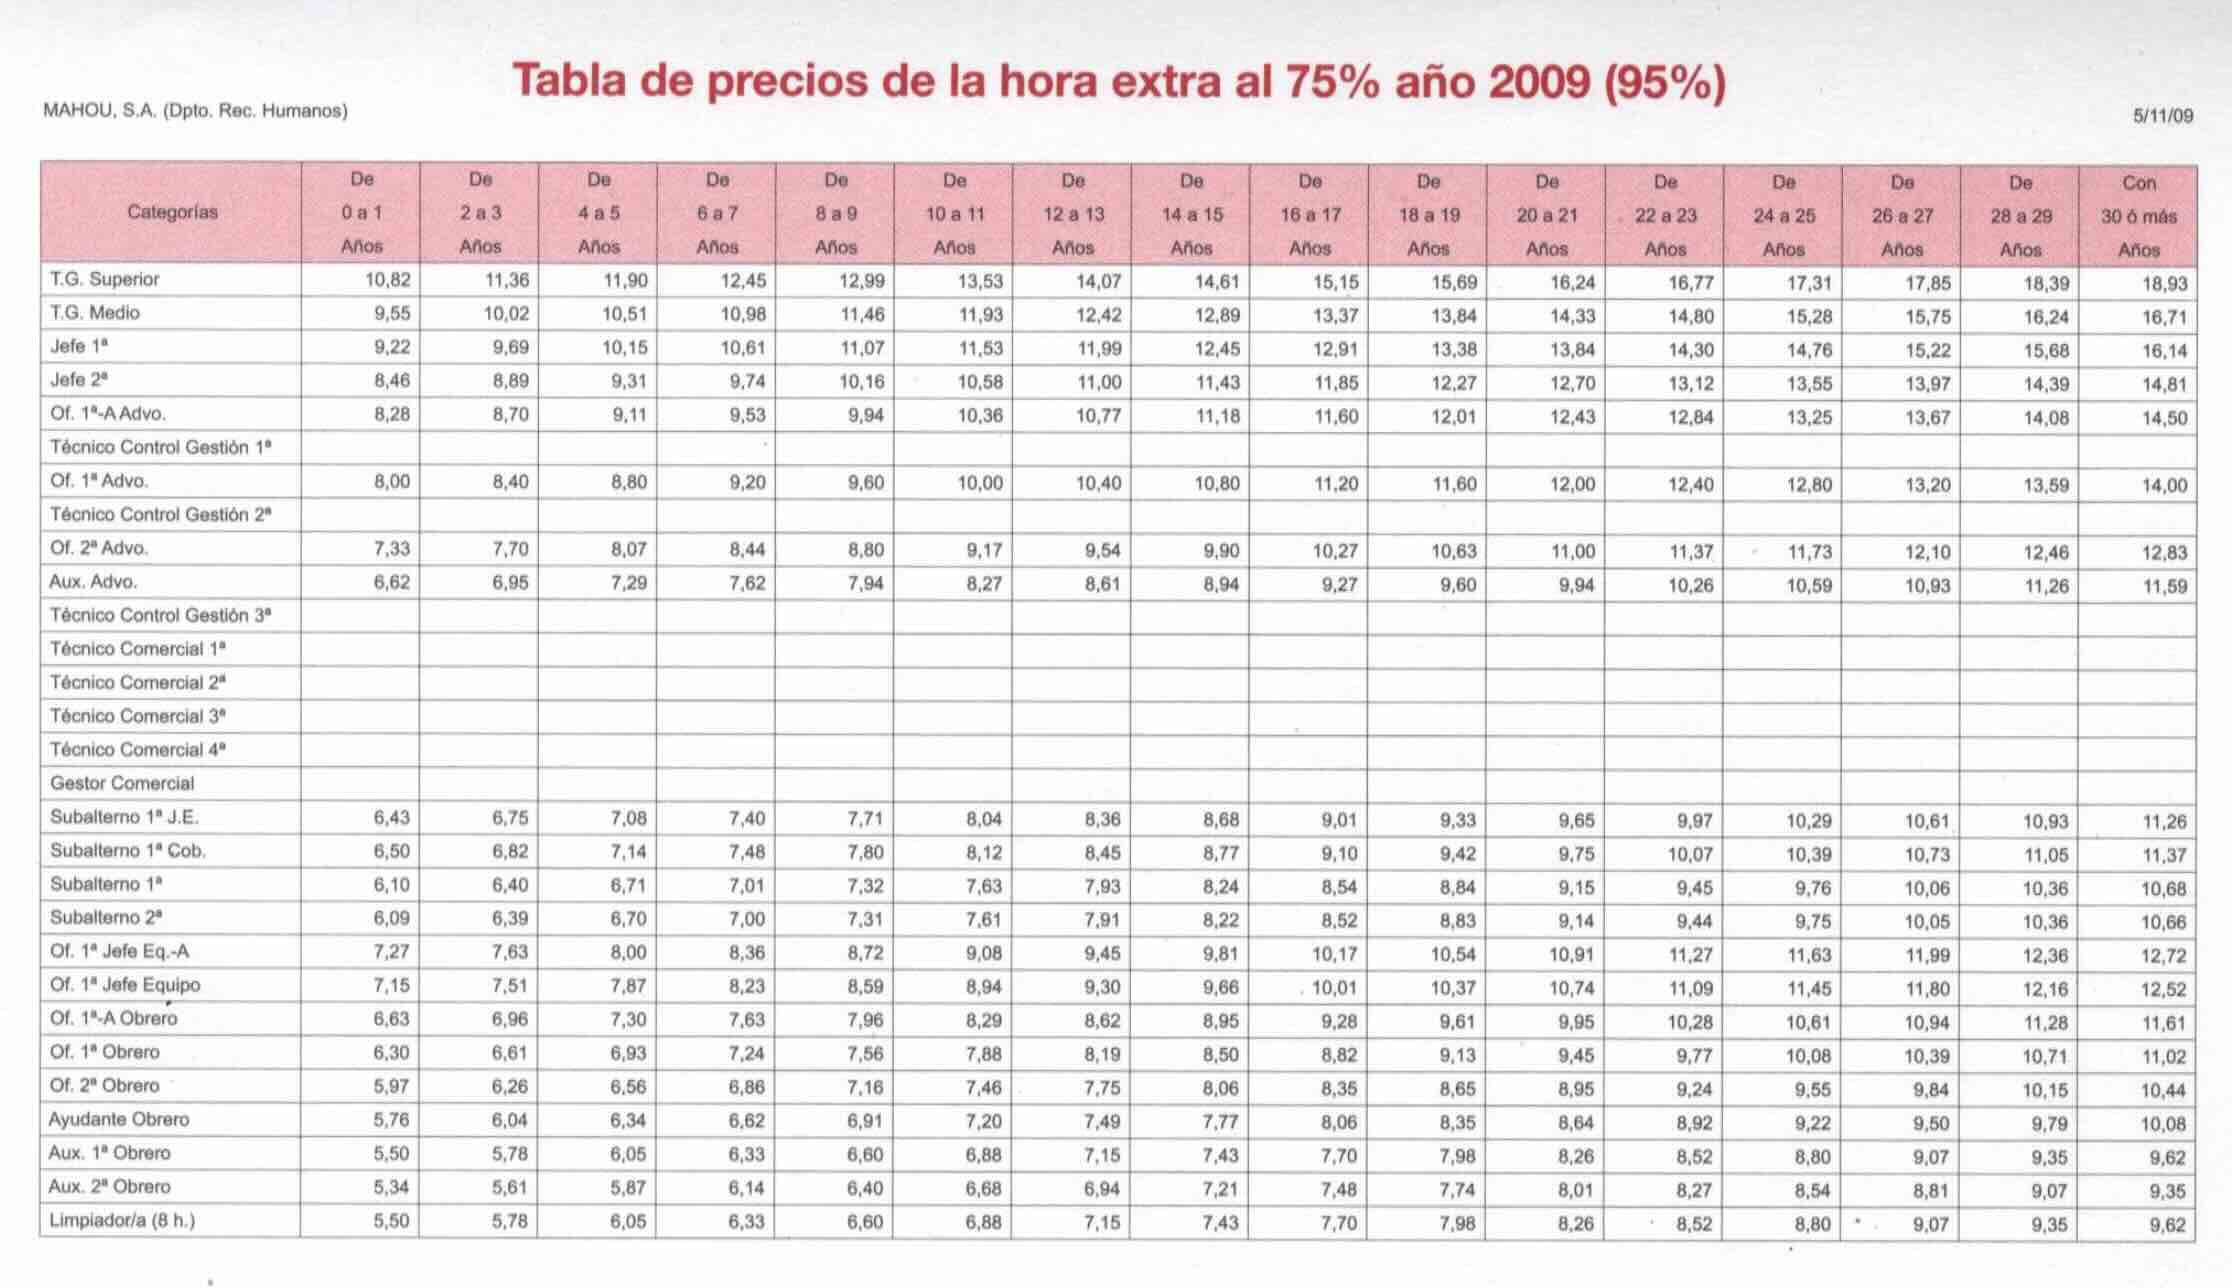 Tabla de precios de la hora extra al 75% año 2009 (95%)
MAHOU, S.A. (Dpto. Rec. Humanos) 5/11/09
Categorías De 0 a 1 Años De 2 a 3 Años De 4 a 5 Años De 6 a 7 Años De 8 a 9 Años De 10 a 11 Años De 12 a 13 Años De 14 a 15 Años De 16 a 17 Años De 18 a 19 Años De 20 a 21 Años De 22 a 23 Años De 24 a 25 Años De 26 a 27 Años De 28 a 29 Años Con 30 ó más Años
T.G. Superior 10,82 11,36 11,90 12,45 12,99 13,53 14,07 14,61 15,15 15,69 16,24 16,77 17,31 17,85 18,39 18,93
T.G. Medio 9,55 10,02 10,51 10,98 11,46 11,93 12,42 12,89 13,37 13,84 14,33 14,80 15,28 15,75 16,24 16,71
Jefe 1ª 9,22 9,69 10,15 10,61 11,07 11,53 11,99 12,45 12,91 13,38 13,84 14,30 14,76 15,22 15,68 16,14
Jefe 2ª 8,46 8,89 9,31 9,74 10,16 10,58 11,00 11,43 11,85 12,27 12,70 13,12 13,55 13,97 14,39 14,81
Of. 1ª-A Advo. 8,28 8,70 9,11 9,53 9,94 10,36 10,77 11,18 11,60 12,01 12,43 12,84 13,25 13,67 14,08 14,50
Técnico Control Gestión 1ª
Of. 1ª Advo. 8,00 8,40 8,80 9,20 9,60 10,00 10,40 10,80 11,20 11,60 12,00 12,40 12,80 13,20 13,59 14,00
Técnico Control Gestión 2ª
Of. 2ª Advo. 7,33 7,70 8,07 8,44 8,80 9,17 9,54 9,90 10,27 10,63 11,00 11,37 11,73 12,10 12,46 12,83
Aux. Advo. 6,62 6,95 7,29 7,62 7,94 8,27 8,61 8,94 9,27 9,60 9,94 10,26 10,59 10,93 11,26 11,59
Técnico Control Gestión 3ª
Técnico Comercial 1ª
Técnico Comercial 2ª
Técnico Comercial 3ª
Técnico Comercial 4ª
Gestor Comercial
Subalterno 1ª J.E. 6,43 6,75 7,08 7,40 7,71 8,04 8,36 8,68 9,01 9,33 9,65 9,97 10,29 10,61 10,93 11,26
Subalterno 1ª Cob. 6,50 6,82 7,14 7,48 7,80 8,12 8,45 8,77 9,10 9,42 9,75 10,07 10,39 10,73 11,05 11,37
Subalterno 1ª 6,10 6,40 6,71 7,01 7,32 7,63 7,93 8,24 8,54 8,84 9,15 9,45 9,76 10,06 10,36 10,68
Subalterno 2ª 6,09 6,39 6,70 7,00 7,31 7,61 7,91 8,22 8,52 8,83 9,14 9,44 9,75 10,05 10,36 10,66
Of. 1ª Jefe Eq.-A 7,27 7,63 8,00 8,36 8,72 9,08 9,45 9,81 10,17 10,54 10,91 11,27 11,63 11,99 12,36 12,72
Of. 1ª Jefe Equipo 7,15 7,51 7,87 8,23 8,59 8,94 9,30 9,66 10,01 10,37 10,74 11,09 11,45 11,80 12,16 12,52
Of. 1ª-A Obrero 6,63 6,96 7,30 7,63 7,96 8,29 8,62 8,95 9,28 9,61 9,95 10,28 10,61 10,94 11,28 11,61
Of. 1ª Obrero 6,30 6,61 6,93 7,24 7,56 7,88 8,19 8,50 8,82 9,13 9,45 9,77 10,08 10,39 10,71 11,02
Of. 2ª Obrero 5,97 6,26 6,56 6,86 7,16 7,46 7,75 8,06 8,35 8,65 8,95 9,24 9,55 9,84 10,15 10,44
Ayudante Obrero 5,76 6,04 6,34 6,62 6,91 7,20 7,49 7,77 8,06 8,35 8,64 8,92 9,22 9,50 9,79 10,08
Aux. 1ª Obrero 5,50 5,78 6,05 6,33 6,60 6,88 7,15 7,43 7,70 7,98 8,26 8,52 8,80 9,07 9,35 9,62
Aux. 2ª Obrero 5,34 5,61 5,87 6,14 6,40 6,68 6,94 7,21 7,48 7,74 8,01 8,27 8,54 8,81 9,07 9,35
Limpiador/a (8 h.) 5,50 5,78 6,05 6,33 6,60 6,88 7,15 7,43 7,70 7,98 8,26 8,52 8,80 9,07 9,35 9,62